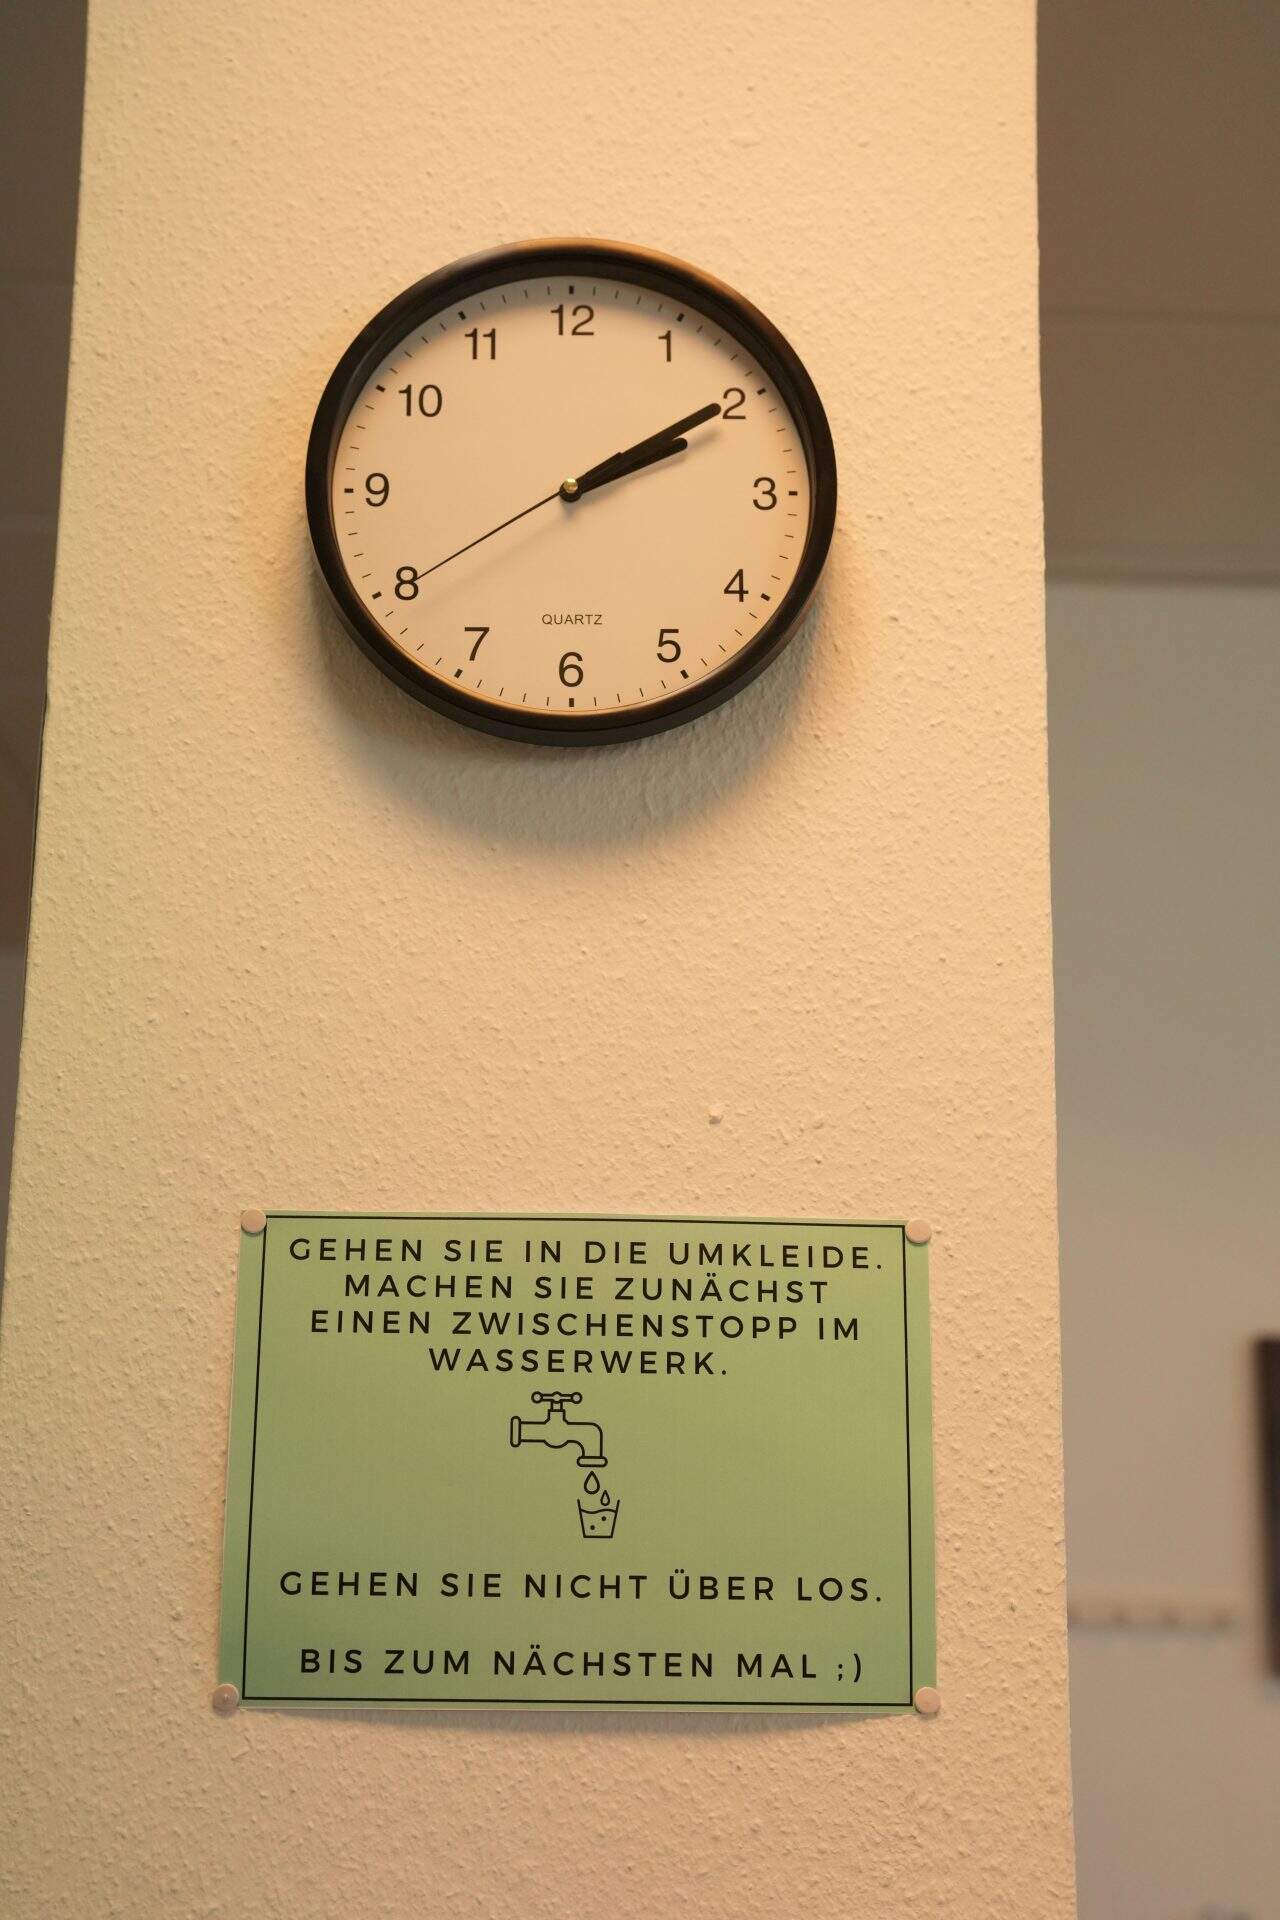 12
11 1
10 2
9 3
8 4
7 5
6
QUARTZ
GEHEN SIE IN DIE UMKLEIDE.
MACHEN SIE ZUNÄCHST
EINEN ZWISCHENSTOPP IM
WASSERWERK.
GEHEN SIE NICHT ÜBER LOS.
BIS ZUM NÄCHSTEN MAL ;)